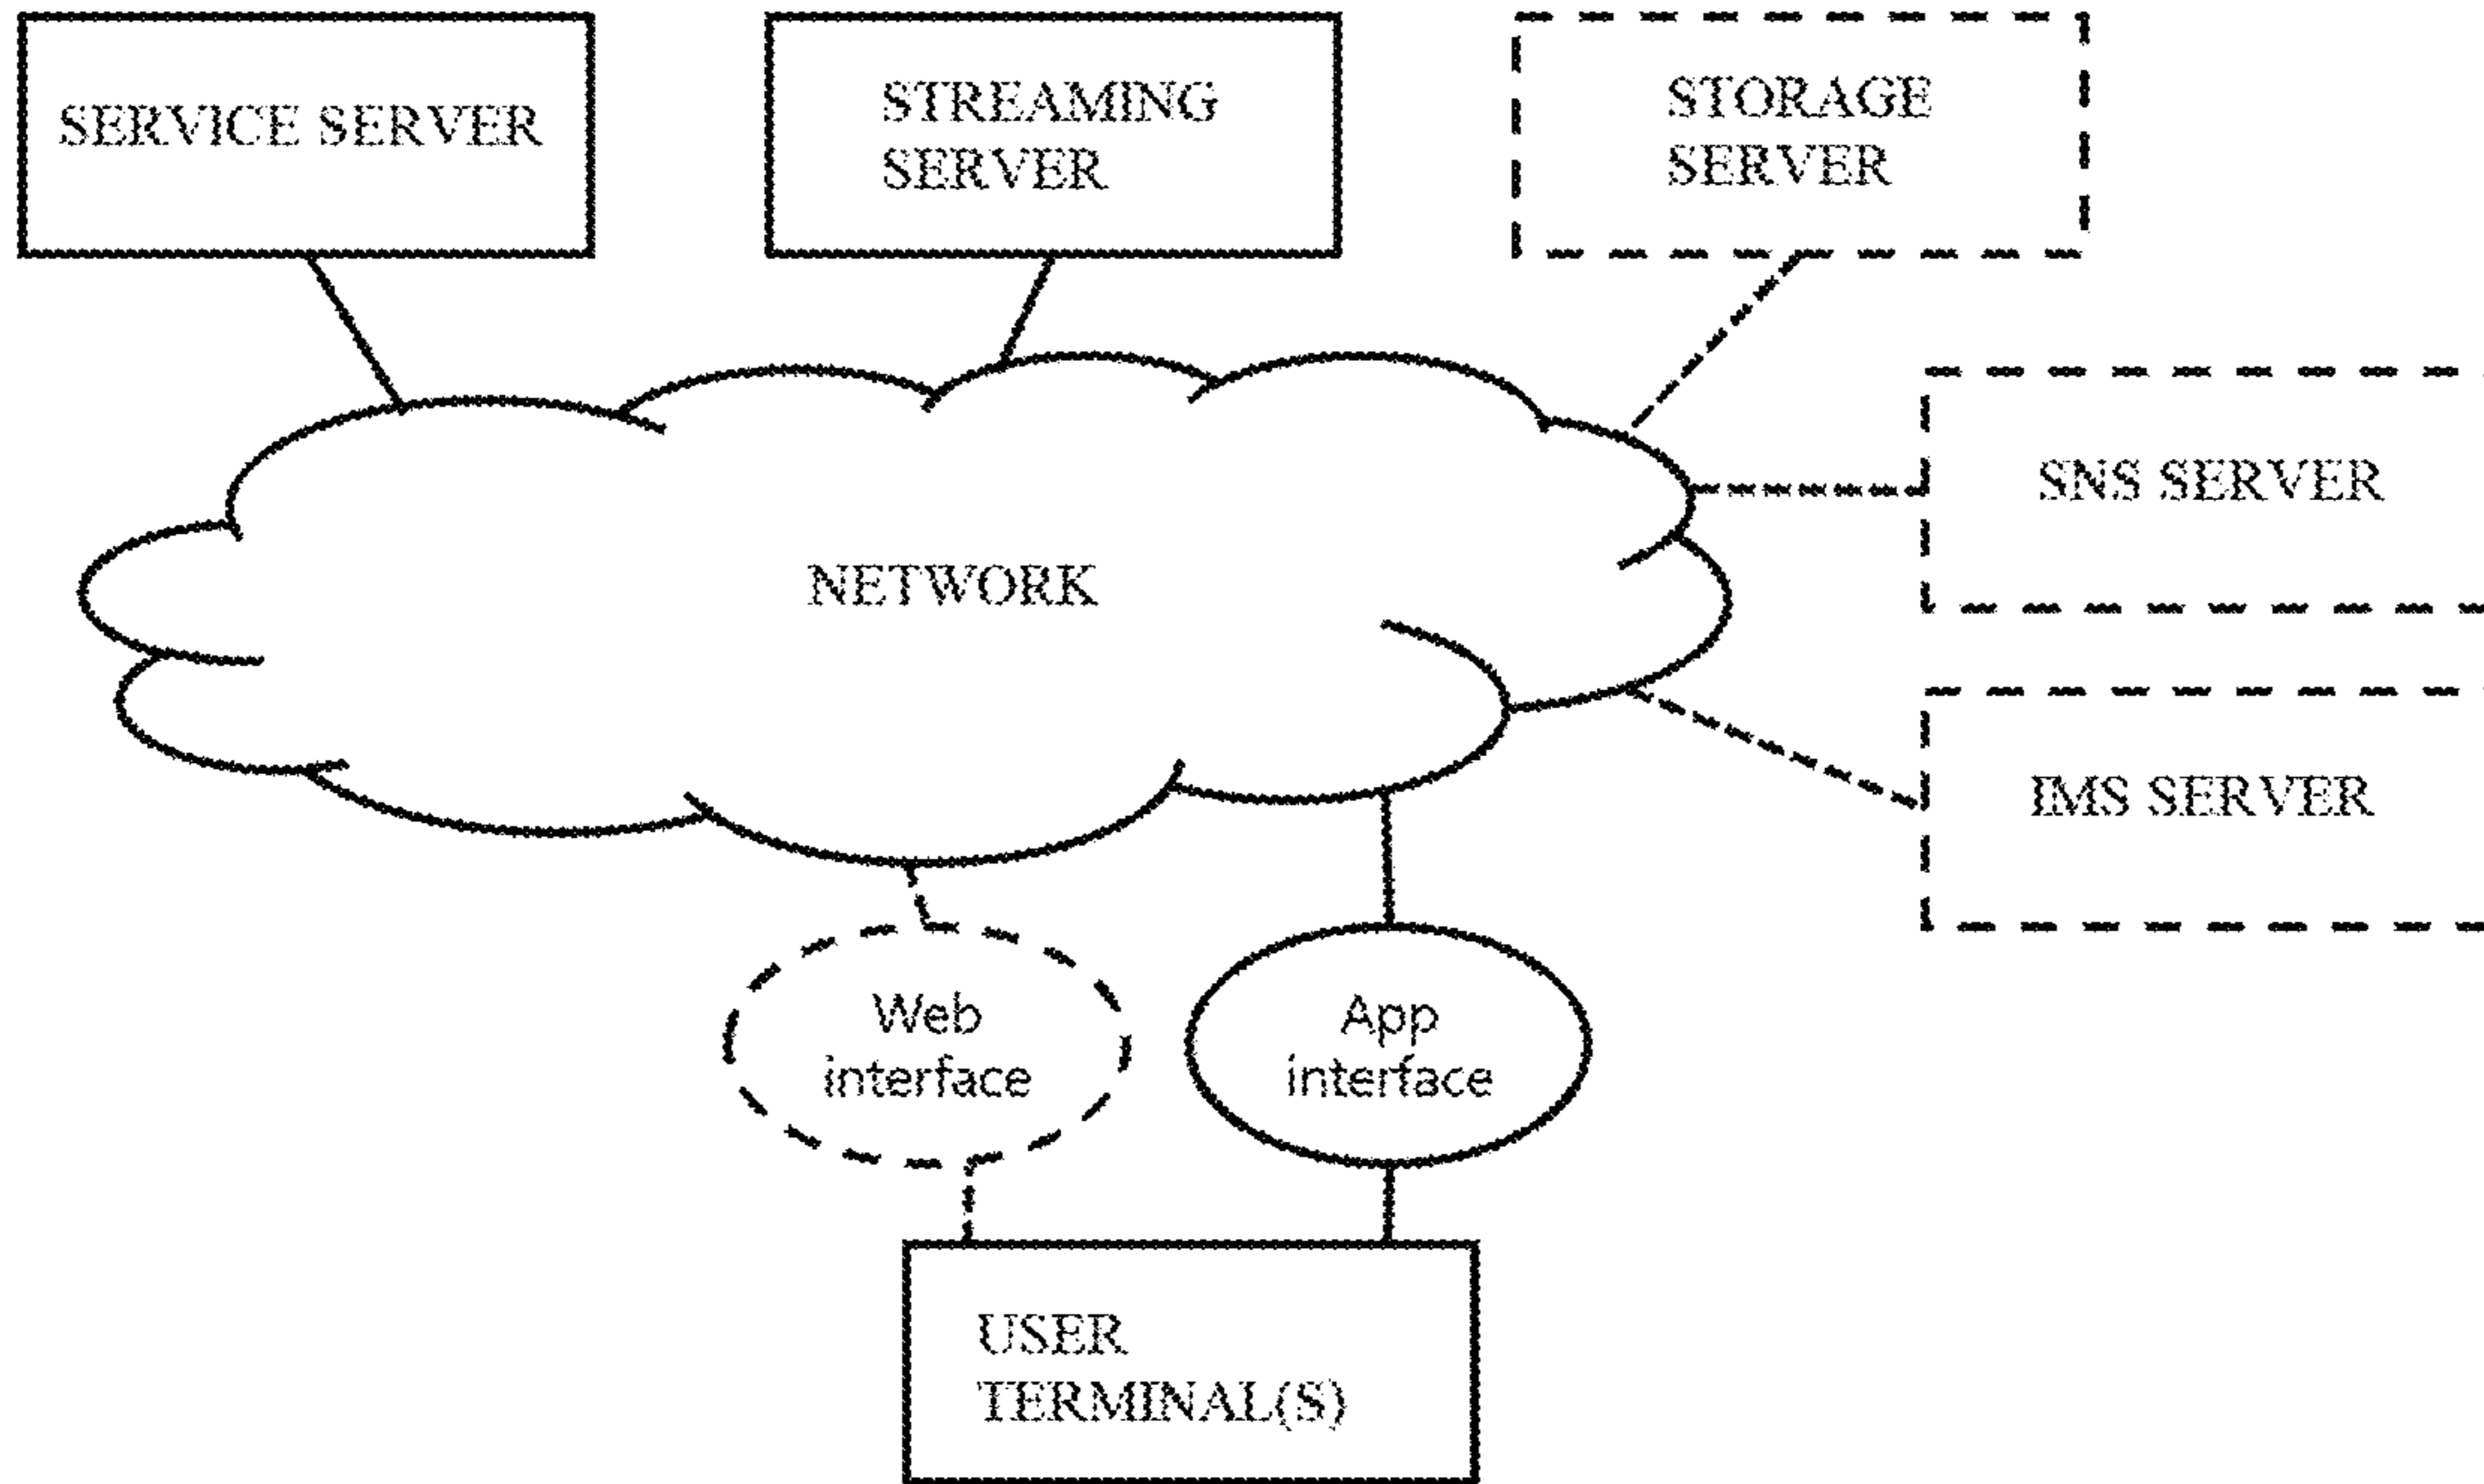 SERVICE SERVER
STREAMING
SERVER
STORAGE
SERVER
SNS SERVER
NETWORK
IMS SERVER
Web
interface
App
interface
USER
TERMINAL(S)